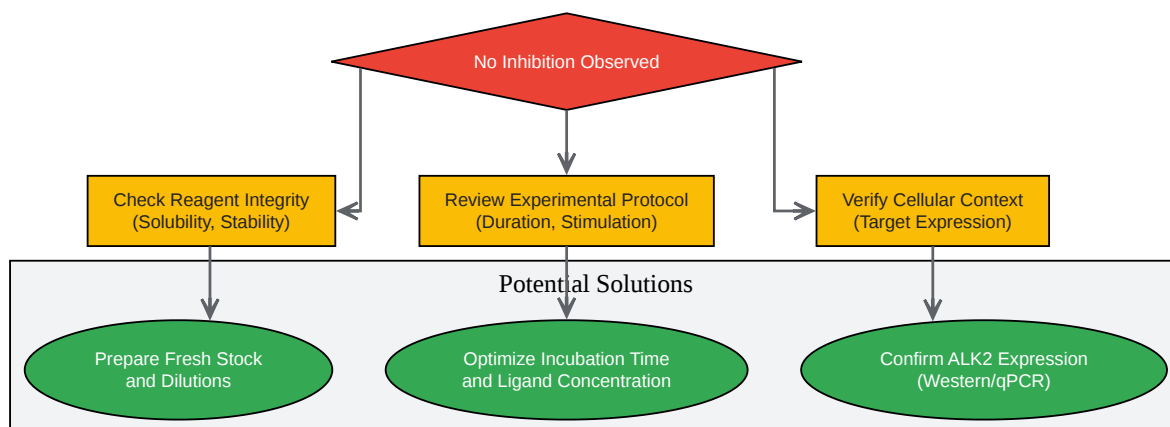 No Inhibition Observed
Check Reagent Integrity
(Solubility, Stability)
Review Experimental Protocol
(Duration, Stimulation)
Verify Cellular Context
(Target Expression)
Potential Solutions
Prepare Fresh Stock
and Dilutions
Optimize Incubation Time
and Ligand Concentration
Confirm ALK2 Expression
(Western/qPCR)